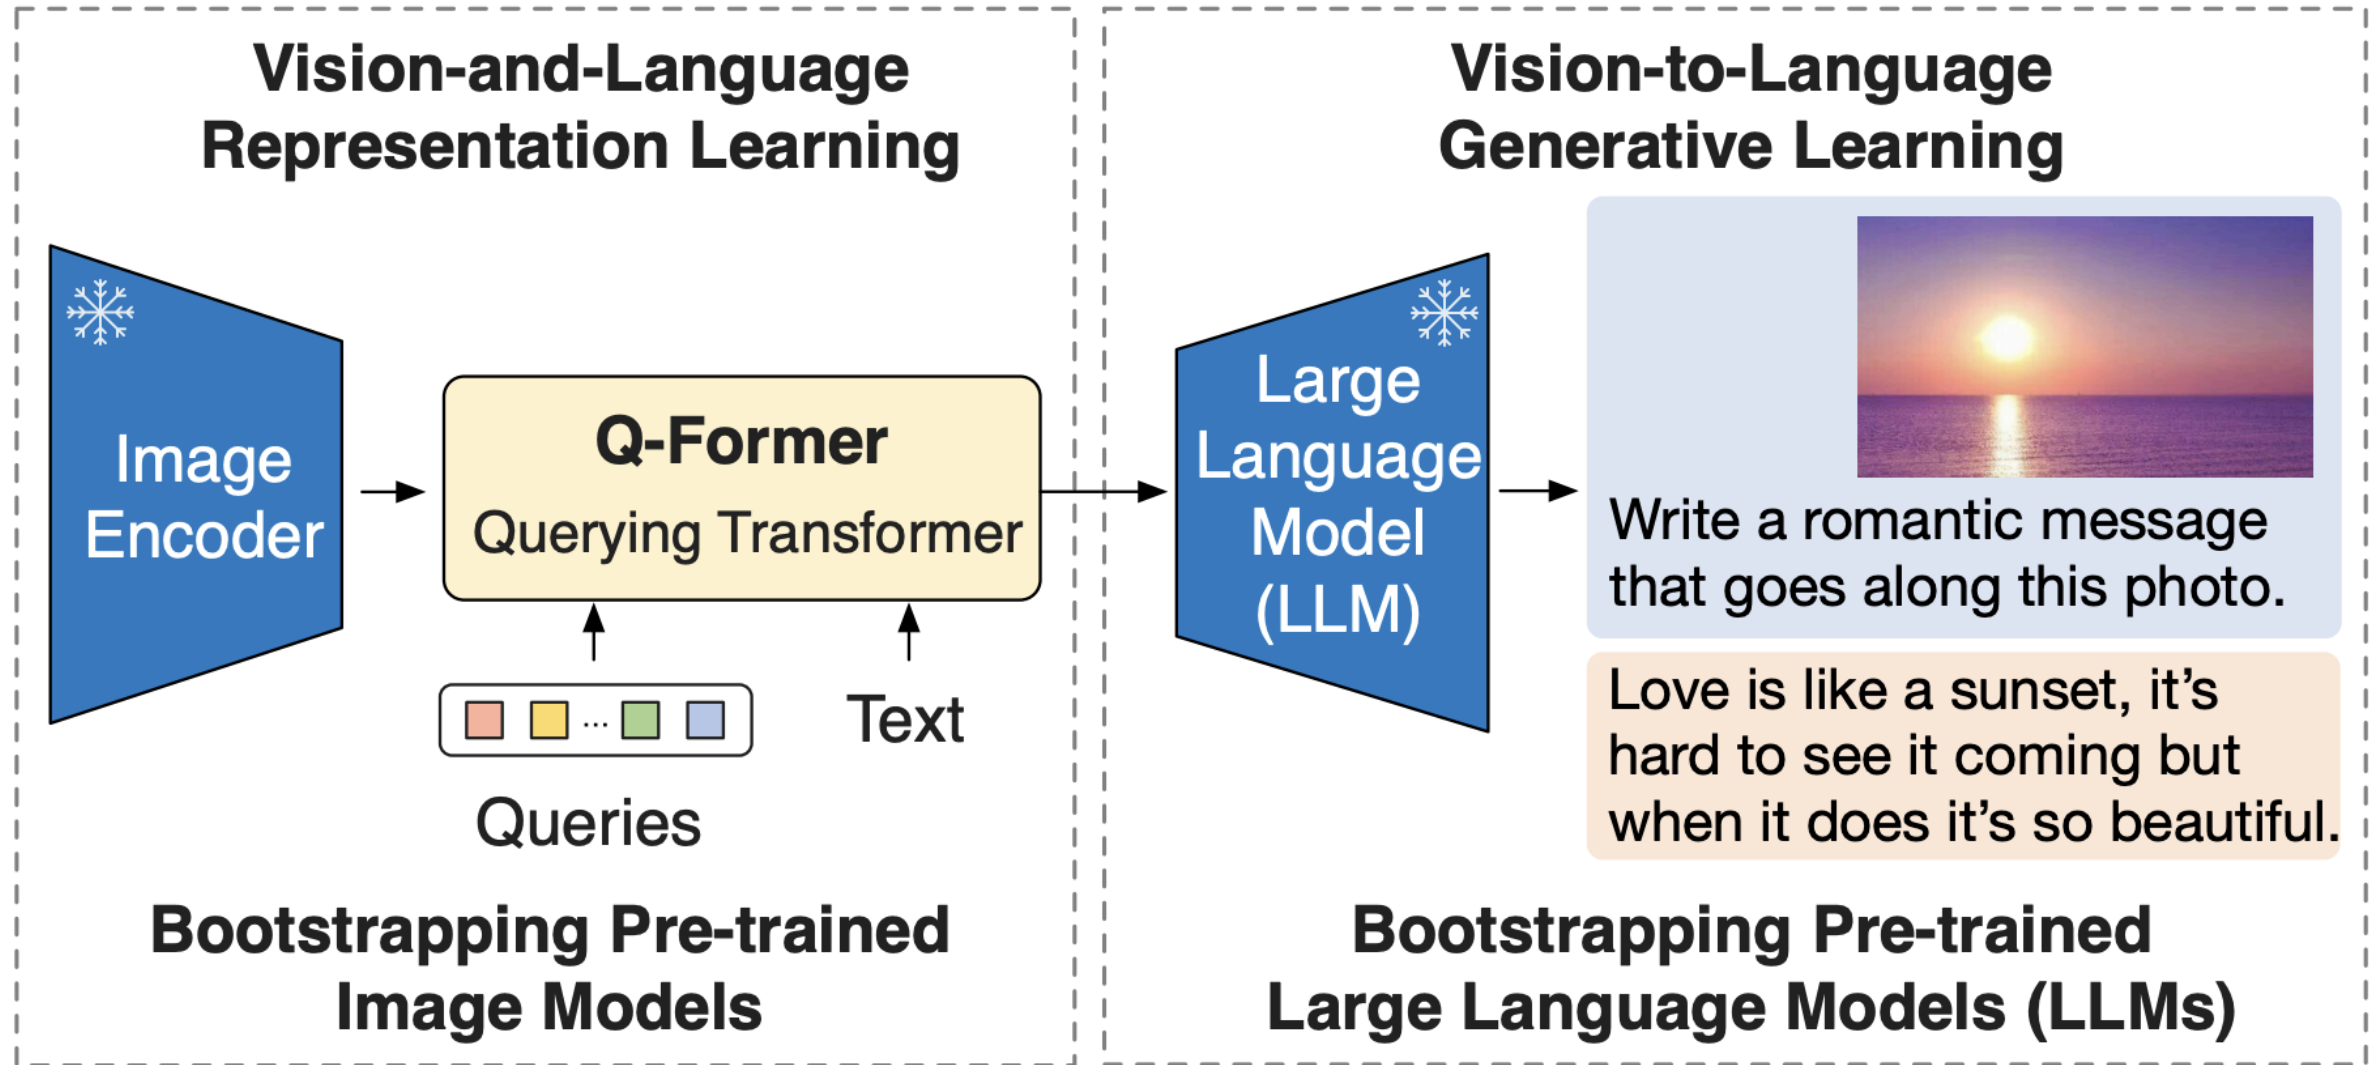 Vision-and-Language
Representation Learning
Image
Encoder
Q-Former
Querying Transformer
...
Queries
Text
Bootstrapping Pre-trained
Image Models
Vision-to-Language
Generative Learning
Large
Language
Model
(LLM)
Write a romantic message
that goes along this photo.
Love is like a sunset, it’s
hard to see it coming but
when it does it’s so beautiful.
Bootstrapping Pre-trained
Large Language Models (LLMs)